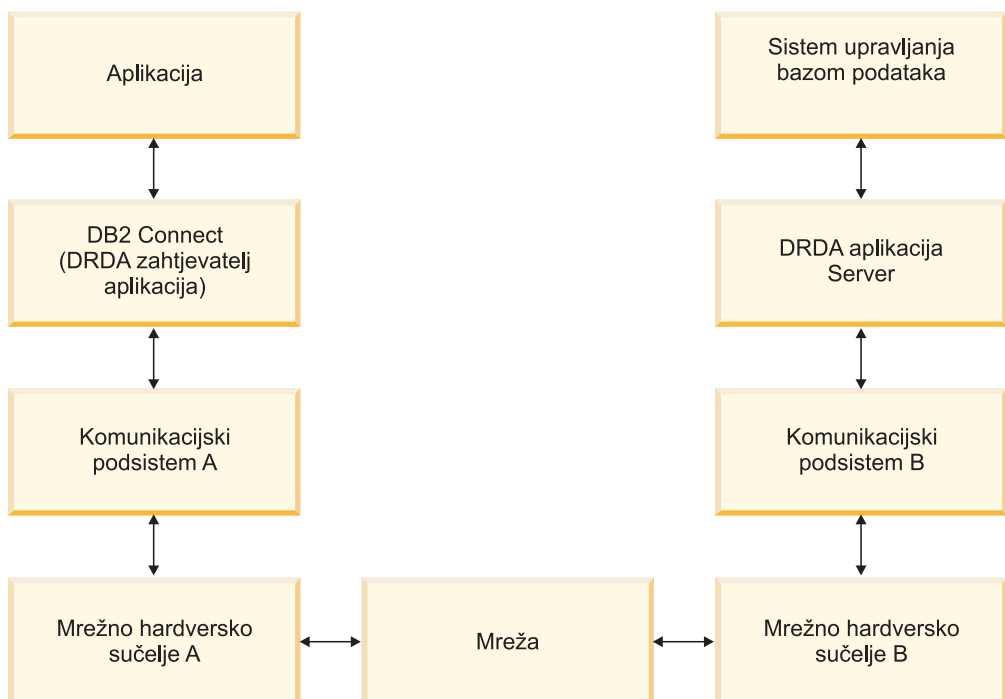 Aplikacija
Sistem upravljanja
bazom podataka
DB2 Connect
(DRDA zahtjevatelj
aplikacija)
DRDA aplikacija
Server
Komunikacijski
podsistem A
Komunikacijski
podsistem B
Mrežno hardversko
sučelje A
Mreža
Mrežno hardversko
sučelje B